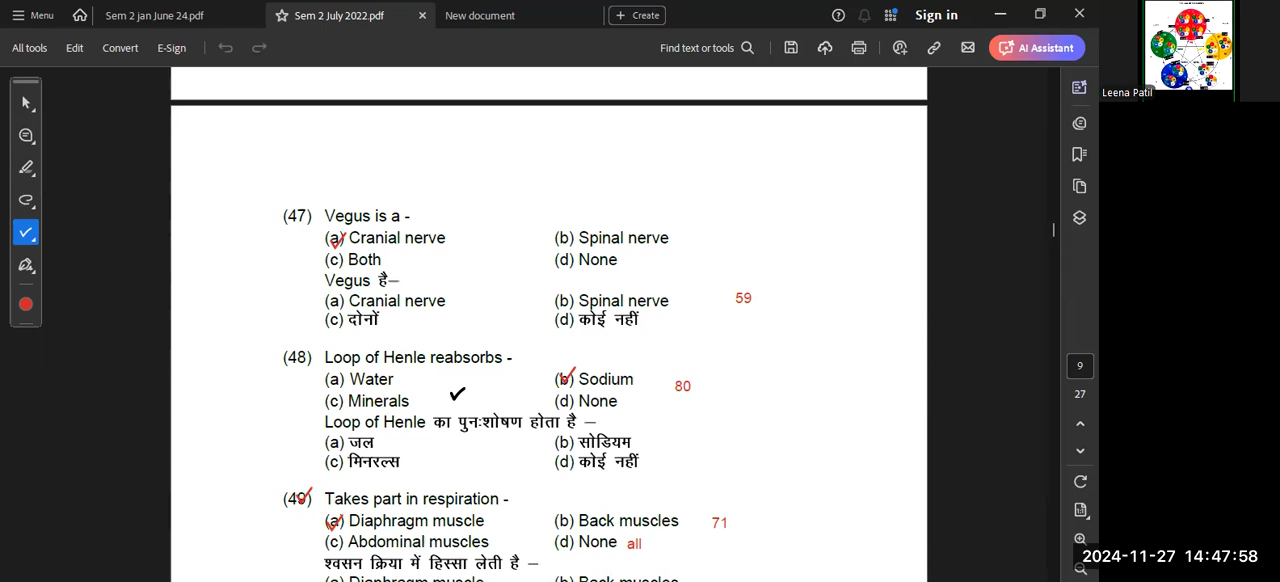 Menu Sem 2 jan June 24.pdf Sem 2 July 2022.pdf New document + Create Sign in
All tools Edit Convert E-Sign Find text or tools AI Assistant
Leena Patil
(47) Vegus is a -
(a) Cranial nerve (b) Spinal nerve
(c) Both (d) None
Vegus है–
(a) Cranial nerve (b) Spinal nerve 59
(c) दोनों (d) कोई नहीं
(48) Loop of Henle reabsorbs -
(a) Water (b) Sodium 80
(c) Minerals (d) None
Loop of Henle का पुनःशोषण होता है –
(a) जल (b) सोडियम
(c) मिनरल्स (d) कोई नहीं
(49) Takes part in respiration -
(a) Diaphragm muscle (b) Back muscles 71
(c) Abdominal muscles (d) None all
श्वसन क्रिया में हिस्सा लेती है –
(a) Diaphragm muscle (b) Back muscles
9
27
2024-11-27 14:47:58